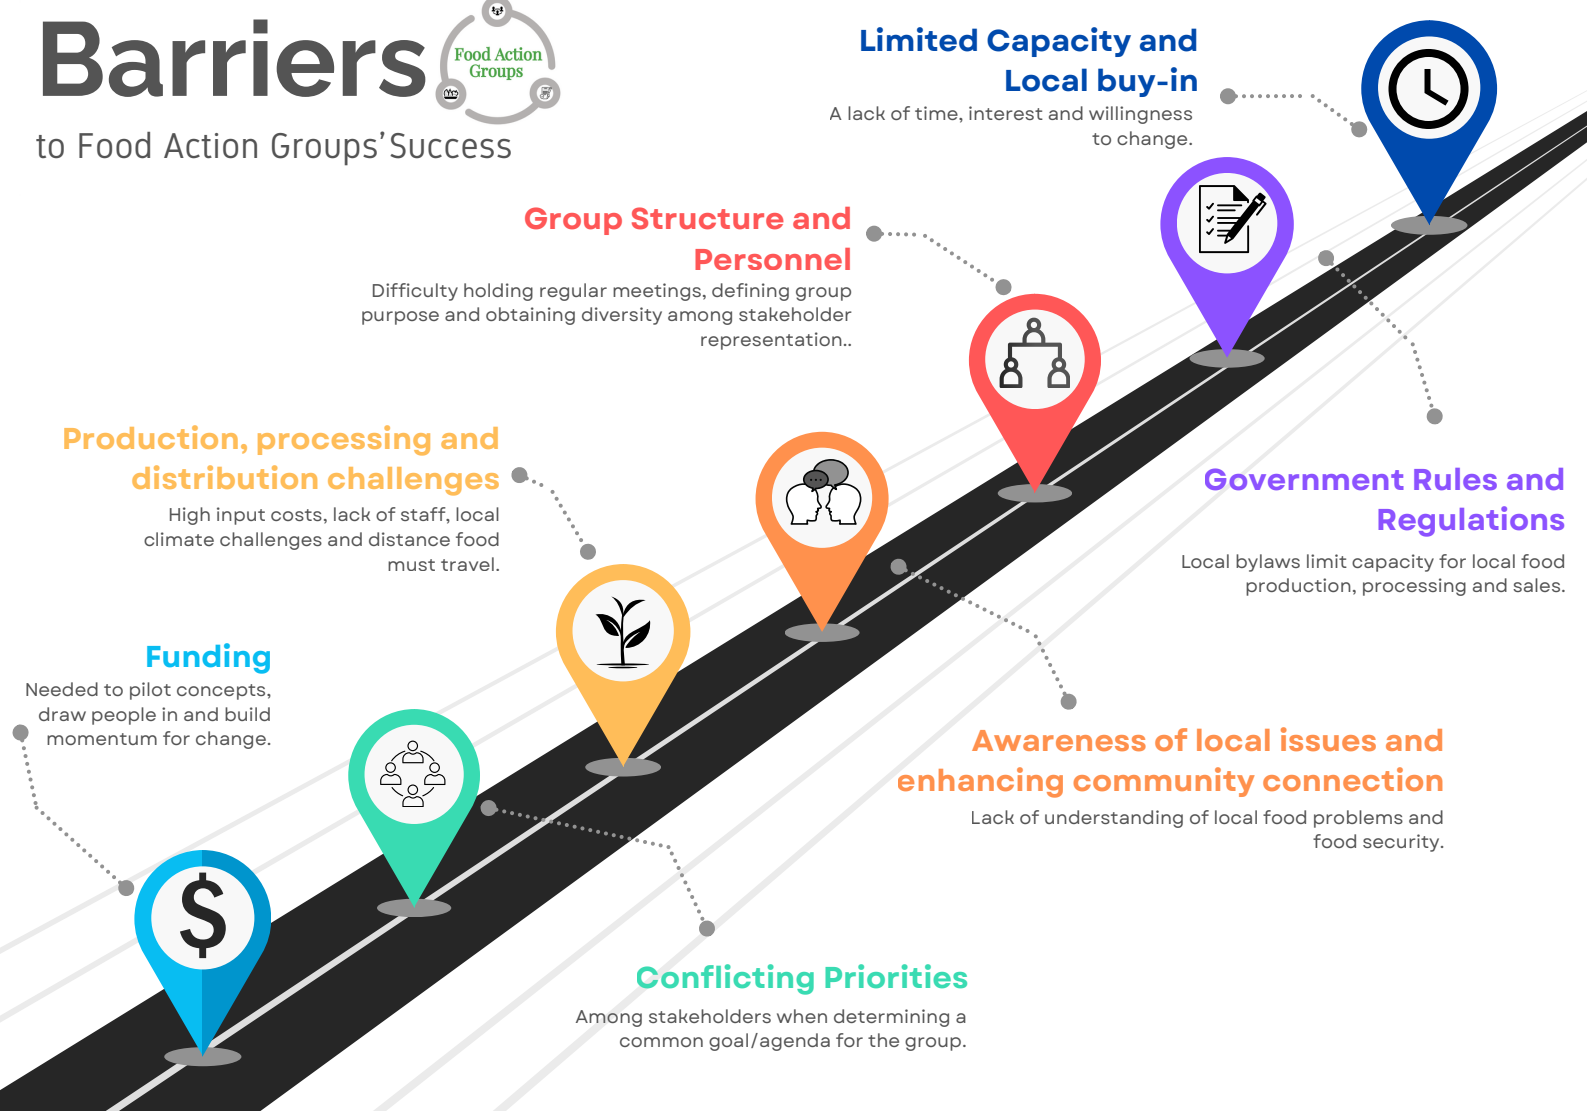 Barriers
Food Action
Groups
to Food Action Groups’ Success
Limited Capacity and
Local buy-in
A lack of time, interest and willingness
to change.
Group Structure and
Personnel
Difficulty holding regular meetings, defining group
purpose and obtaining diversity among stakeholder
representation..
Production, processing and
distribution challenges
High input costs, lack of staff, local
climate challenges and distance food
must travel.
Government Rules and
Regulations
Local bylaws limit capacity for local food
production, processing and sales.
Funding
Needed to pilot concepts,
draw people in and build
momentum for change.
$
Awareness of local issues and
enhancing community connection
Lack of understanding of local food problems and
food security.
Conflicting Priorities
Among stakeholders when determining a
common goal/agenda for the group.